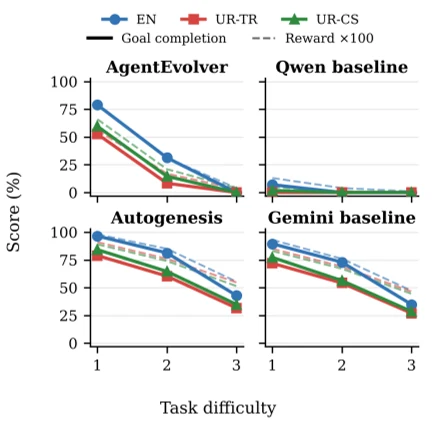 EN UR-TR UR-CS
Goal completion Reward ×100
AgentEvolver Qwen baseline
100
75
50
25
0
Autogenesis Gemini baseline
100
75
50
25
0
1 2 3 1 2 3
Score (%)
Task difficulty